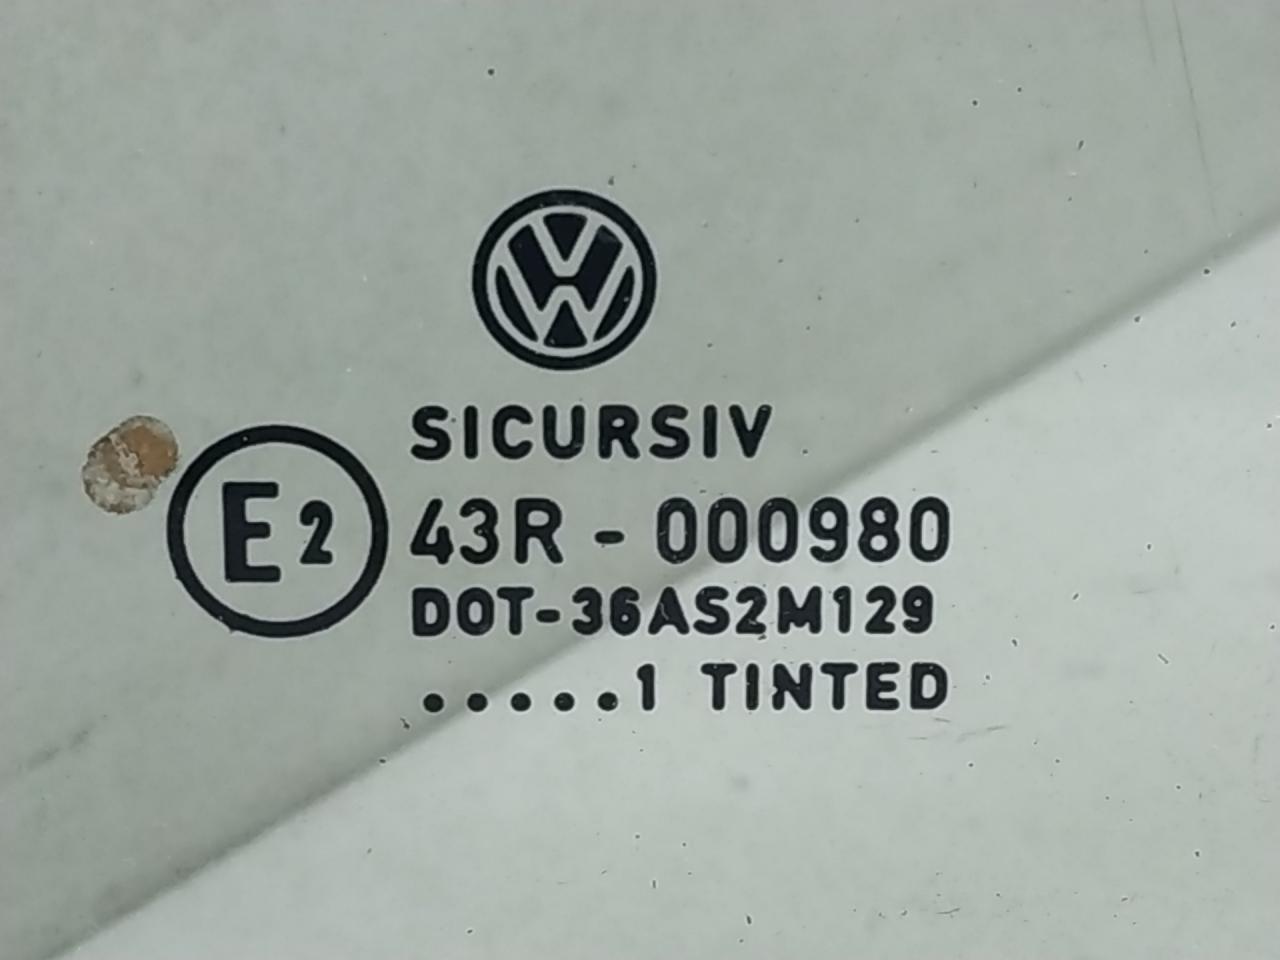 SICURSIV
E2
43R - 000980
DOT-36AS2M129
.....1 TINTED